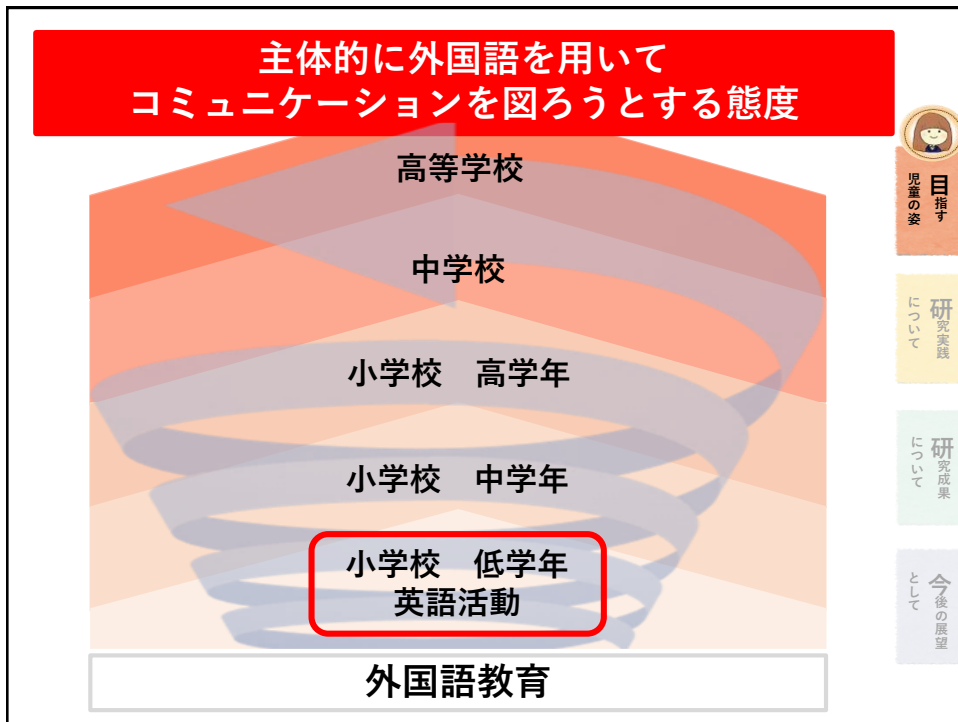 主体的に外国語を用いて
コミュニケーションを図ろうとする態度
高等学校
中学校
小学校　高学年
小学校　中学年
小学校　低学年
英語活動
外国語教育
目指す
児童の姿
研究実践
について
研究成果
について
今後の展望
として